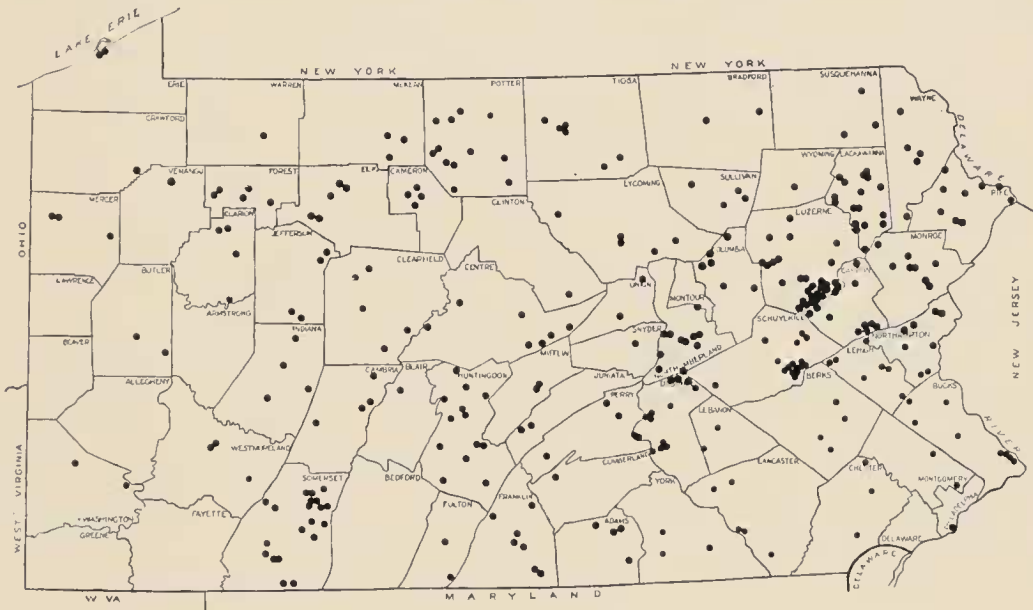 LAKE ERIE
NEW YORK
NEW YORK
ERIE
WARREN
McKEAN
POTTER
TIOGA
BRADFORD
SUSQUEHANNA
WAYNE
DELAWARE
CRAWFORD
WYOMING
LACKAWANNA
VENANGO
FOREST
ELK
CAMERON
LYCOMING
SULLIVAN
PIKE
MERCER
CLINTON
CLARION
LUZERNE
JEFFERSON
MONROE
OHIO
COLUMBIA
CLEARFIELD
CENTRE
BUTLER
LAWRENCE
CARBON
UNION
MONTOUR
NEW JERSEY
ARMSTRONG
SCHUYLKILL
INDIANA
SNYDER
NORTHAMPTON
BEAVER
MIFFLIN
LEHIGH
ALLEGHENY
CAMBRIA
BLAIR
HUNTINGDON
JUNIATA
BERKS
BUCKS
PERRY
LEBANON
WESTMORELAND
RIVER
CUMBERLAND
LANCASTER
CHESTER
WEST VIRGINIA
SOMERSET
BEDFORD
YORK
MONTGOMERY
FRANKLIN
FULTON
WASHINGTON
FAYETTE
ADAMS
PHILADELPHIA
GREENE
DELAWARE
DELAWARE
W VA
MARYLAND